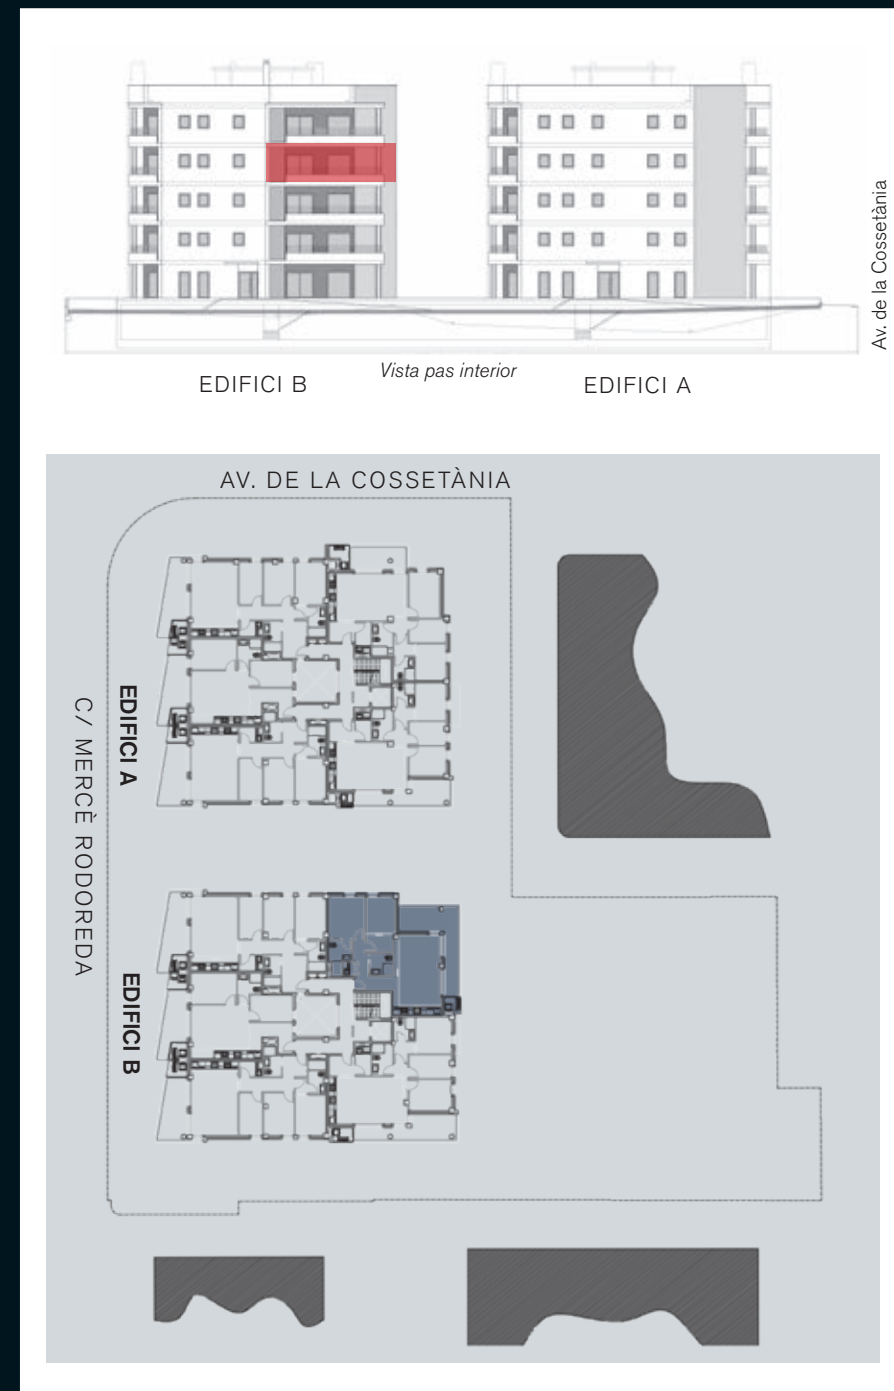 Av. de la Cossetània
EDIFICI B
Vista pas interior
EDIFICI A
AV. DE LA COSSETÀNIA
C/ MERCÈ RODOREDA
EDIFICI A
EDIFICI B